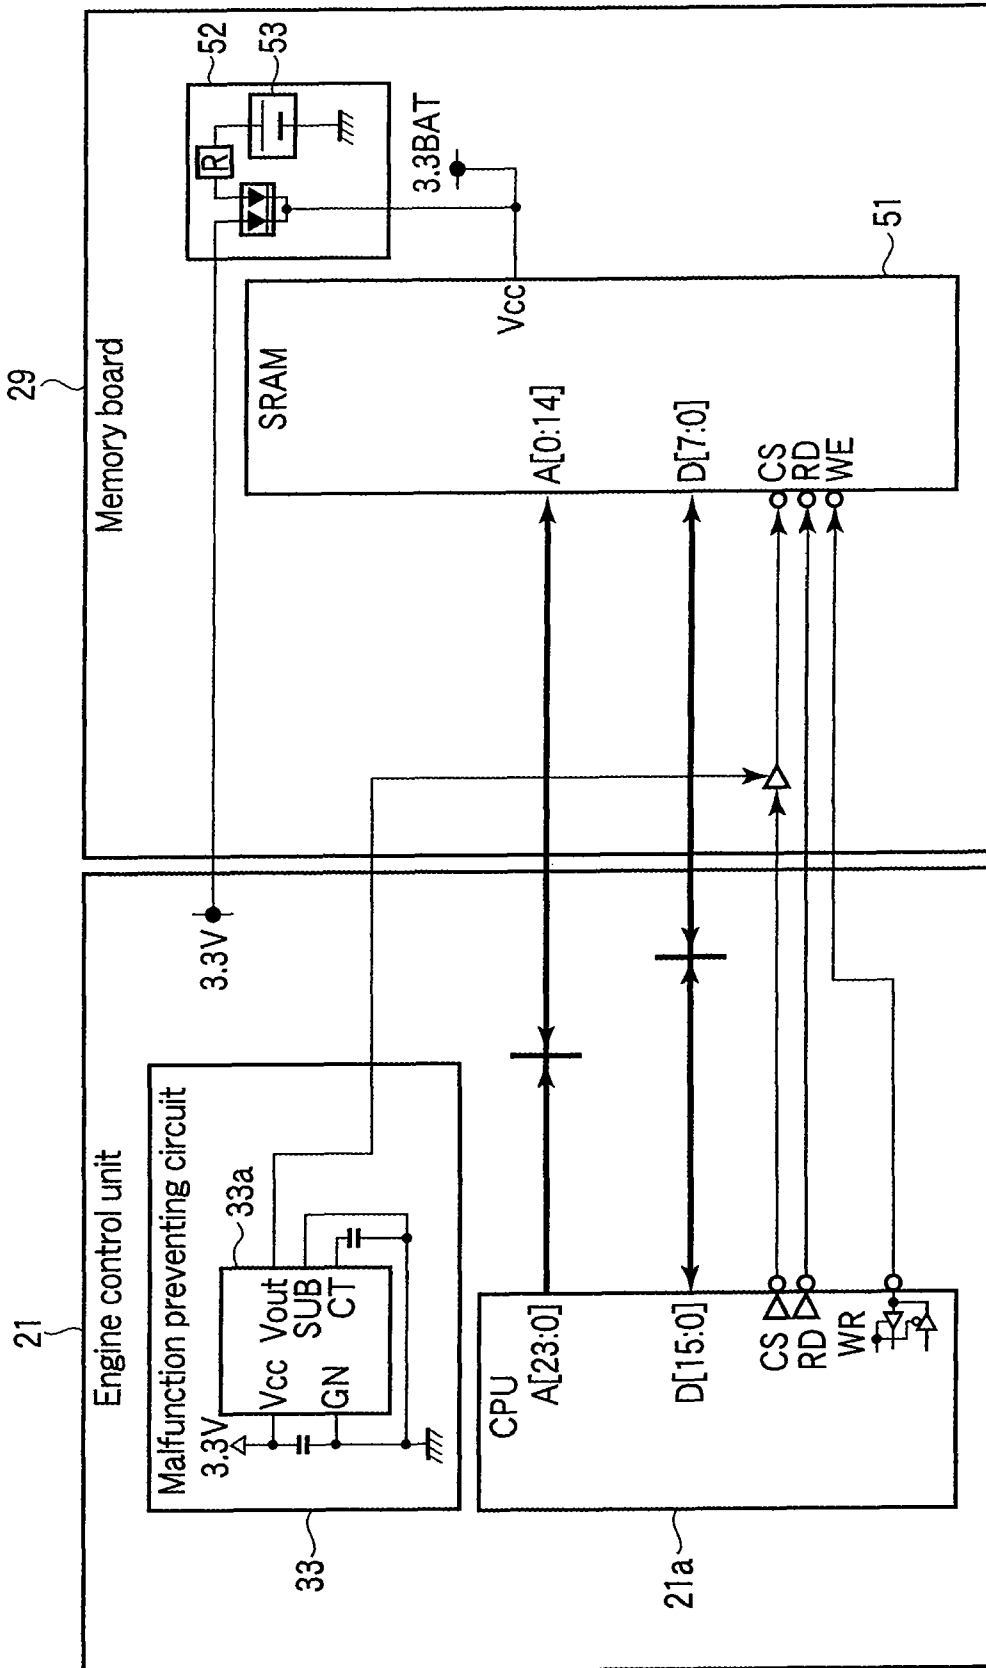 21
Engine control unit
Malfunction preventing circuit
33
3.3V
33a
Vcc
Vout
GN
SUB
CT
3.3V
21a
CPU
A[23:0]
D[15:0]
CS
RD
WR
29
Memory board
52
R
53
3.3BAT
51
SRAM
Vcc
A[0:14]
D[7:0]
CS
RD
WE